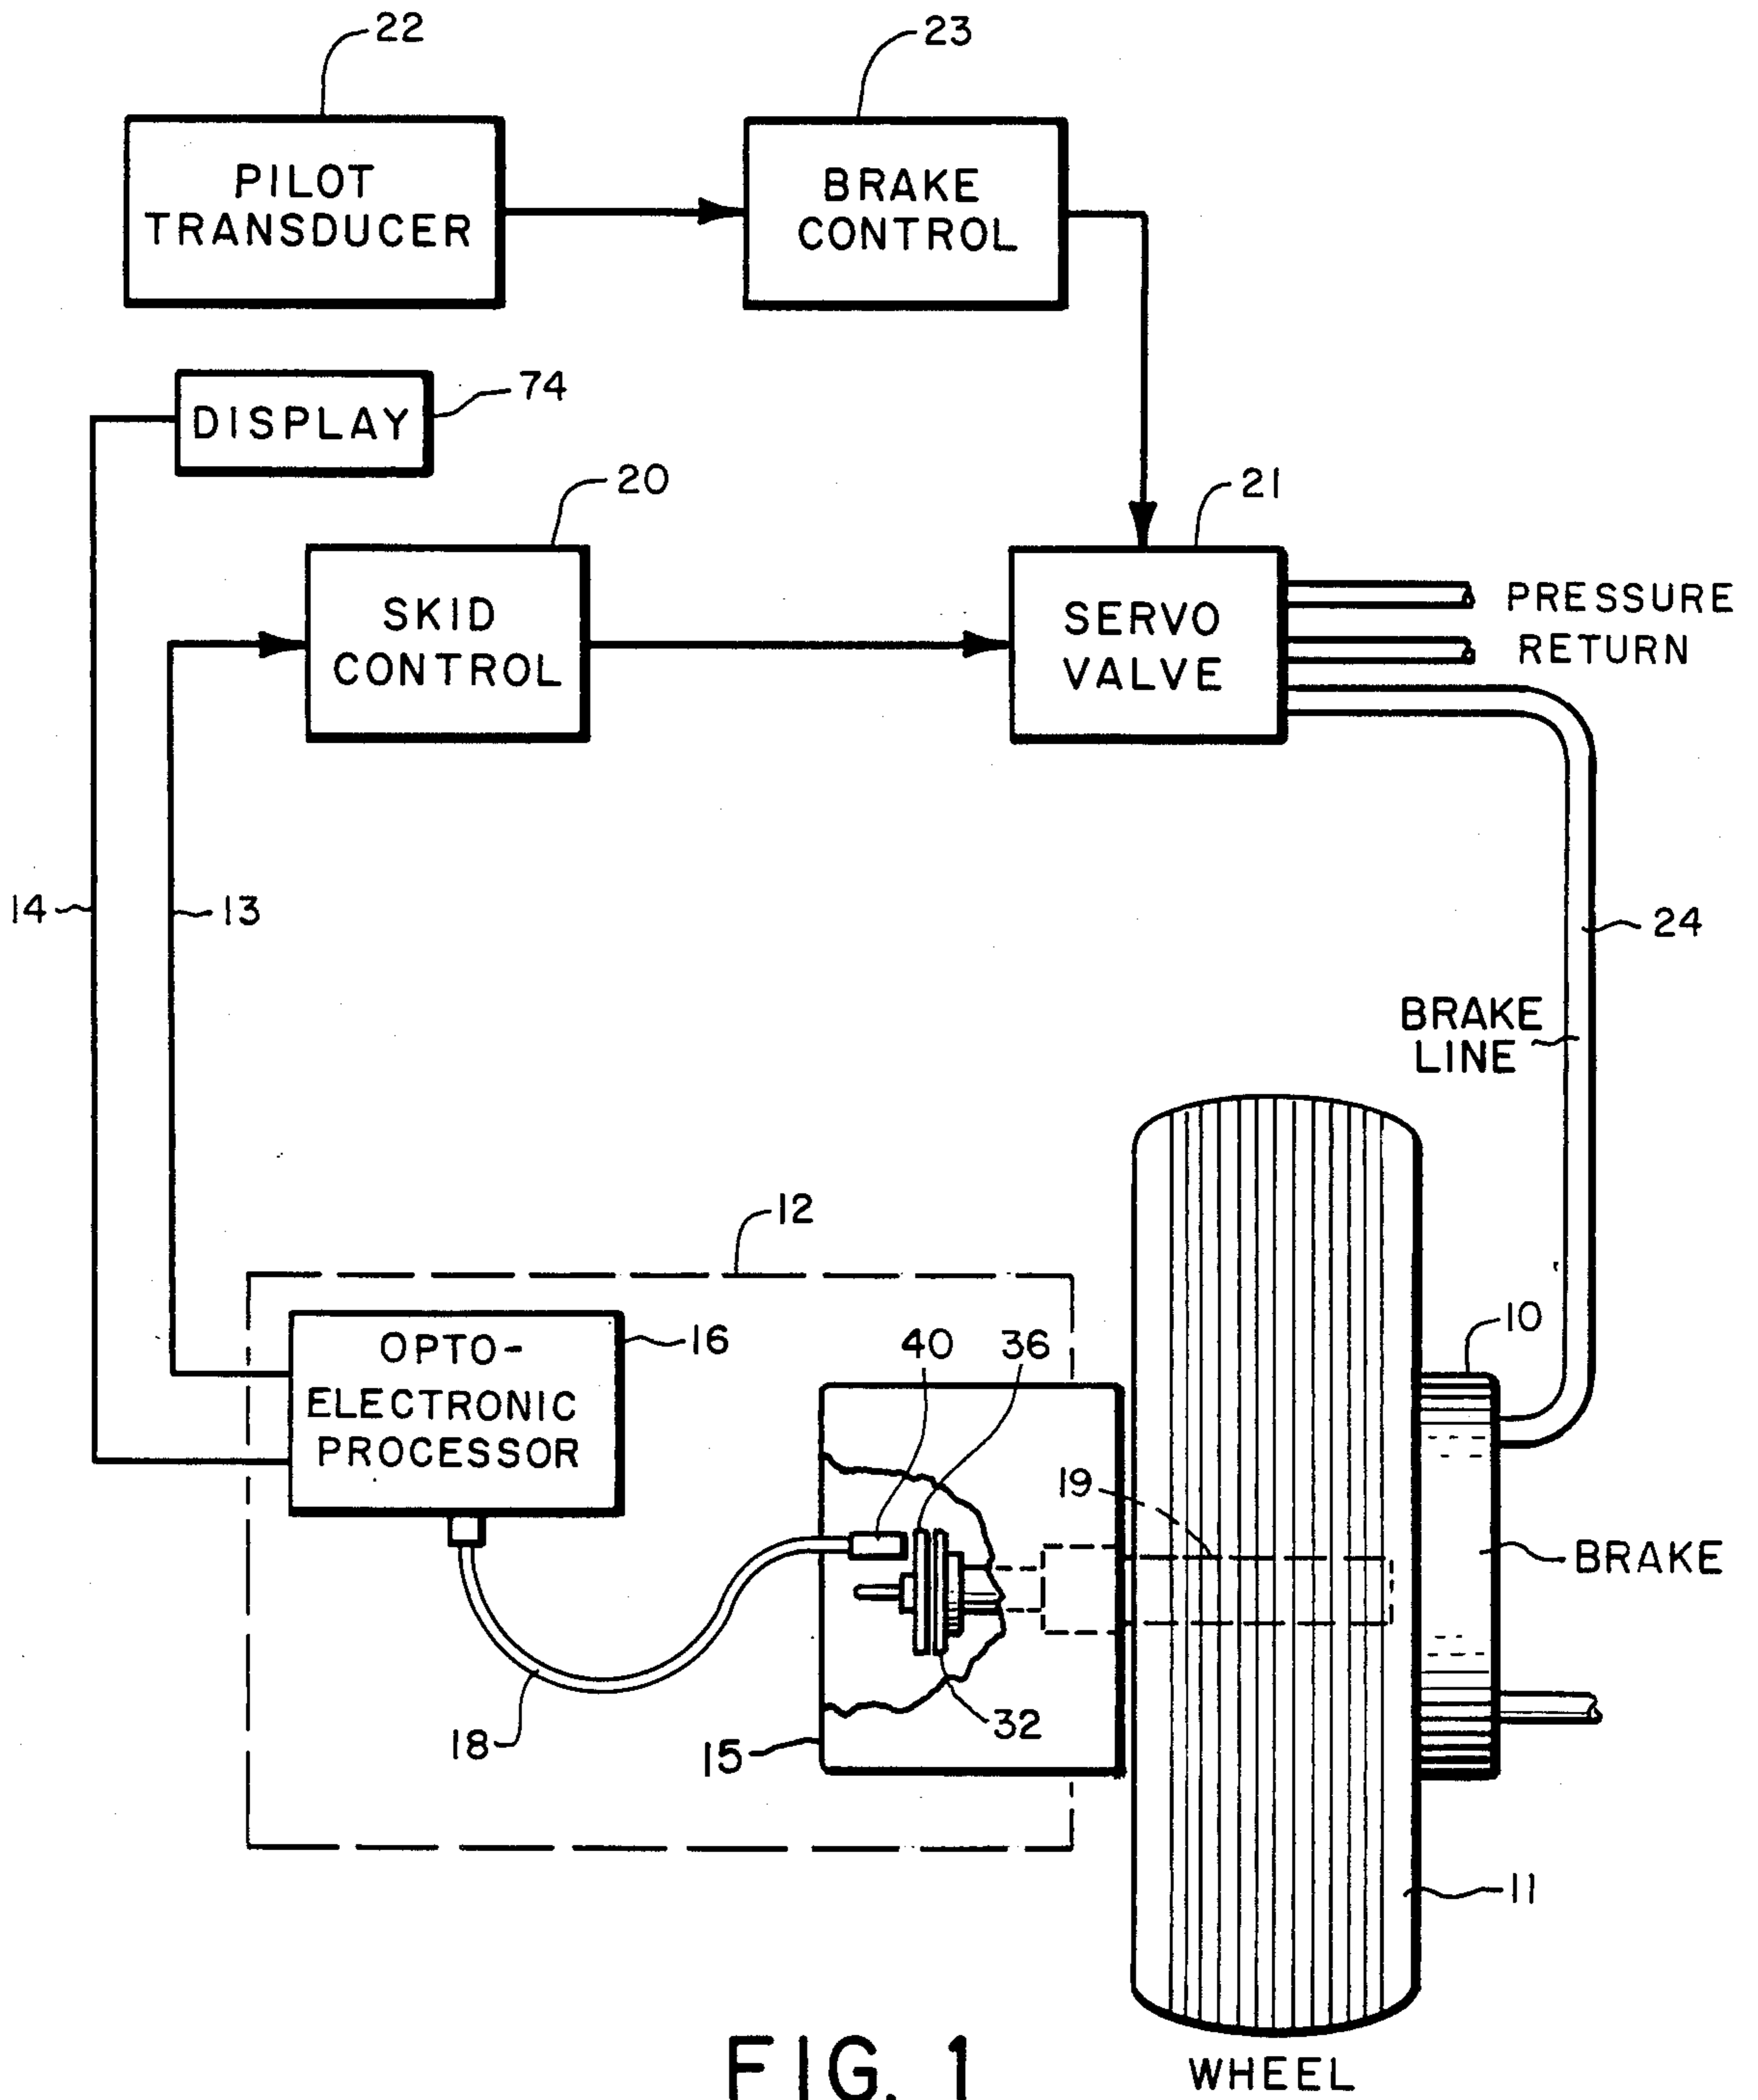 22
23
PILOT
TRANSDUCER
BRAKE
CONTROL
74
DISPLAY
20
21
SKID
CONTROL
SERVO
VALVE
PRESSURE
RETURN
14
13
24
BRAKE
LINE
12
10
16
40
36
OPTO-
ELECTRONIC
PROCESSOR
19
BRAKE
18
15
32
11
FIG. 1
WHEEL